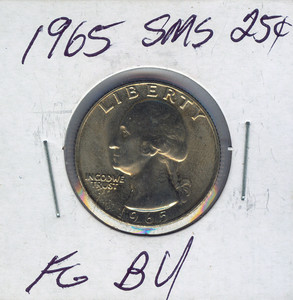 1965 SMS 25¢
LIBERTY
IN GOD WE
TRUST
1965
FG BU